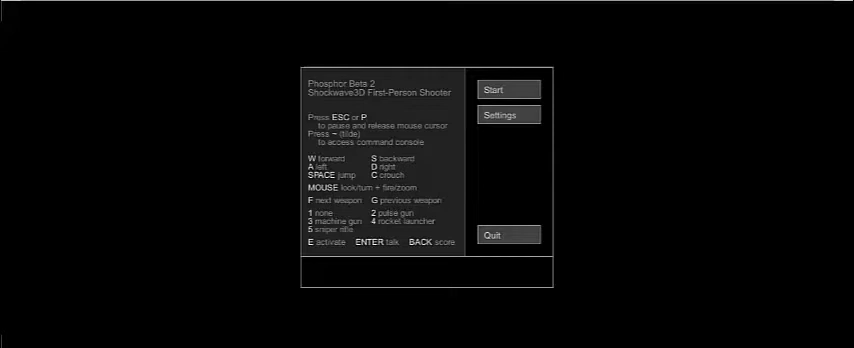 Phosphor Beta 2
Shockwave3D First-Person Shooter
Press ESC or P
to pause and release mouse cursor
Press ~ (tilde)
to access command console
W forward S backward
A left D right
SPACE jump C crouch
MOUSE look/turn + fire/zoom
F next weapon G previous weapon
1 none 2 pulse gun
3 machine gun 4 rocket launcher
5 sniper rifle
E activate ENTER talk BACK score
Start
Settings
Quit